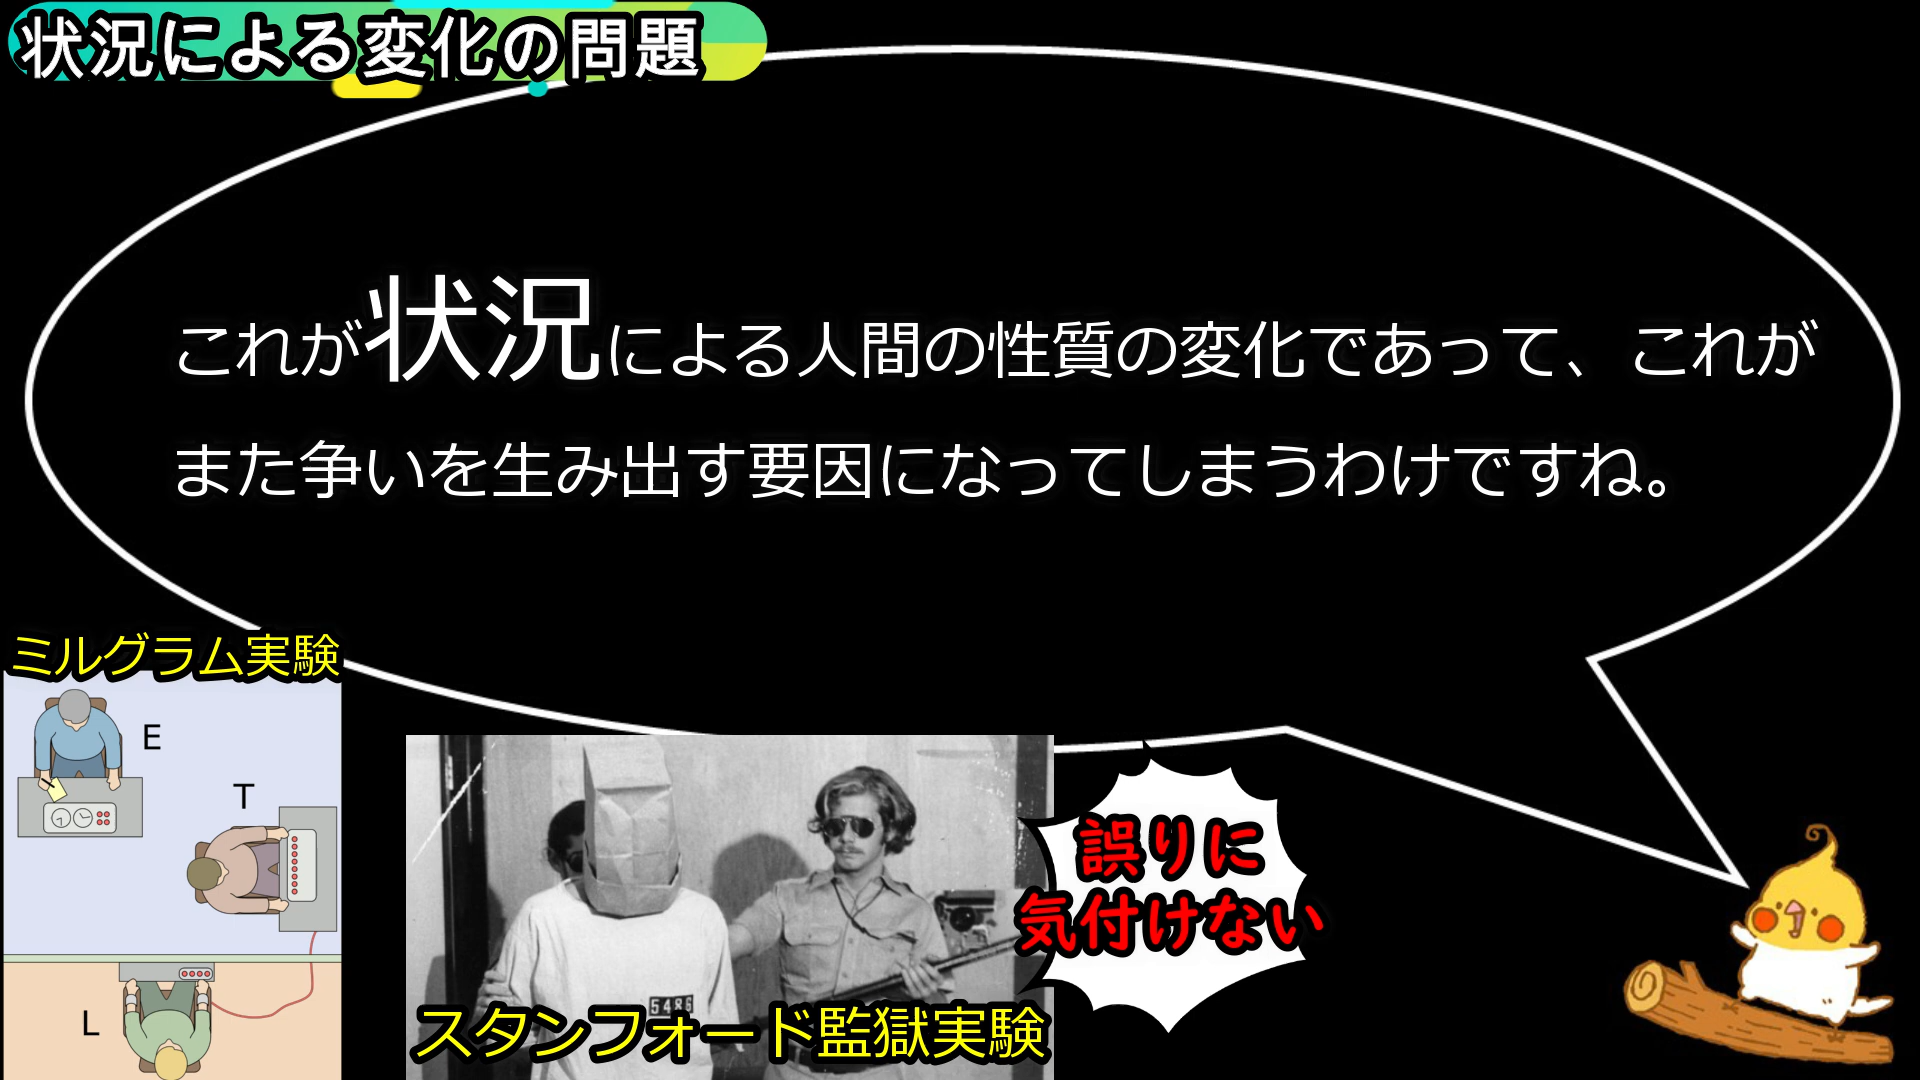 状況による変化の問題
これが状況による人間の性質の変化であって、これが
また争いを生み出す要因になってしまうわけですね。
ミルグラム実験
E
T
L
5486
スタンフォード監獄実験
誤りに
気付けない